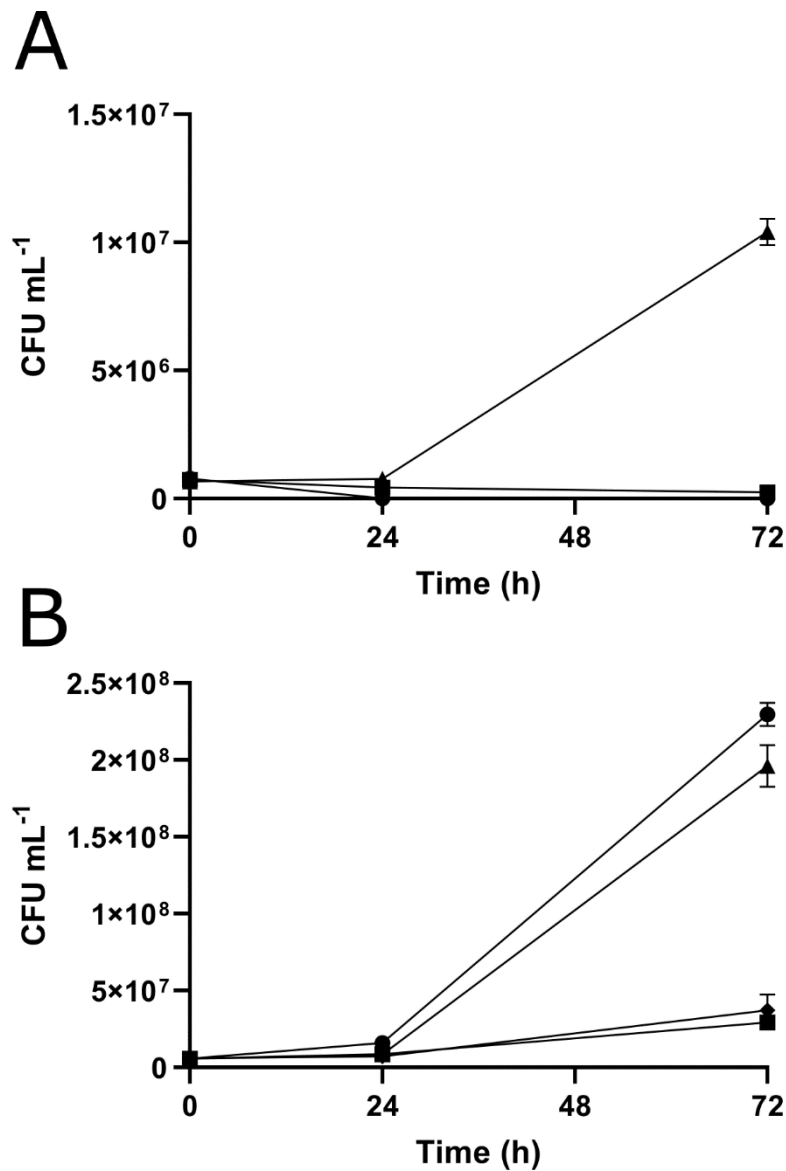 A
1.5×10⁷
1×10⁷
5×10⁶
0
CFU mL⁻¹
0 24 48 72
Time (h)
B
2.5×10⁸
2×10⁸
1.5×10⁸
1×10⁸
5×10⁷
0
CFU mL⁻¹
0 24 48 72
Time (h)